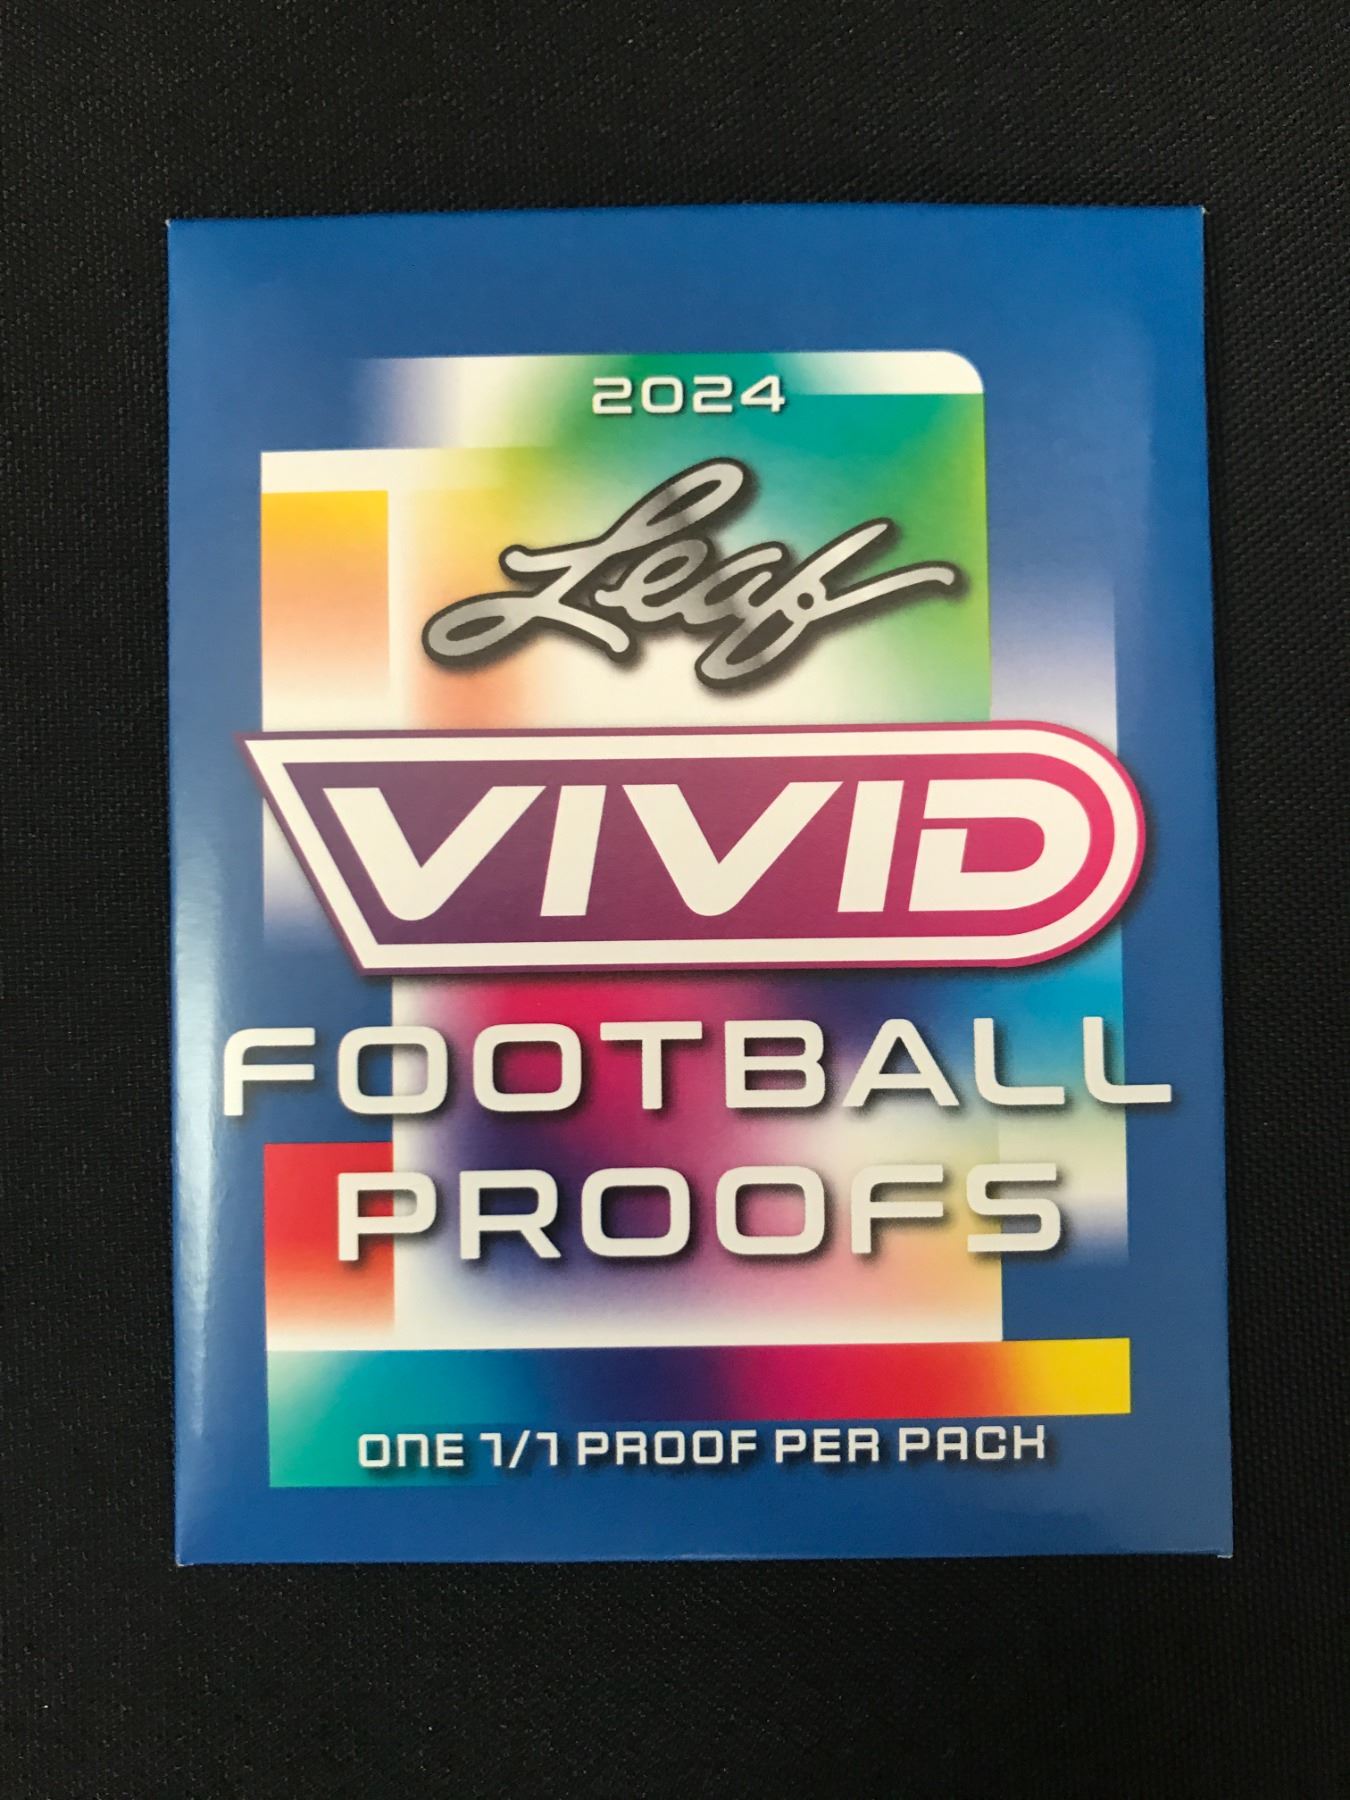 2024
Leaf
VIVID
FOOTBALL
PROOFS
ONE 1/1 PROOF PER PACK